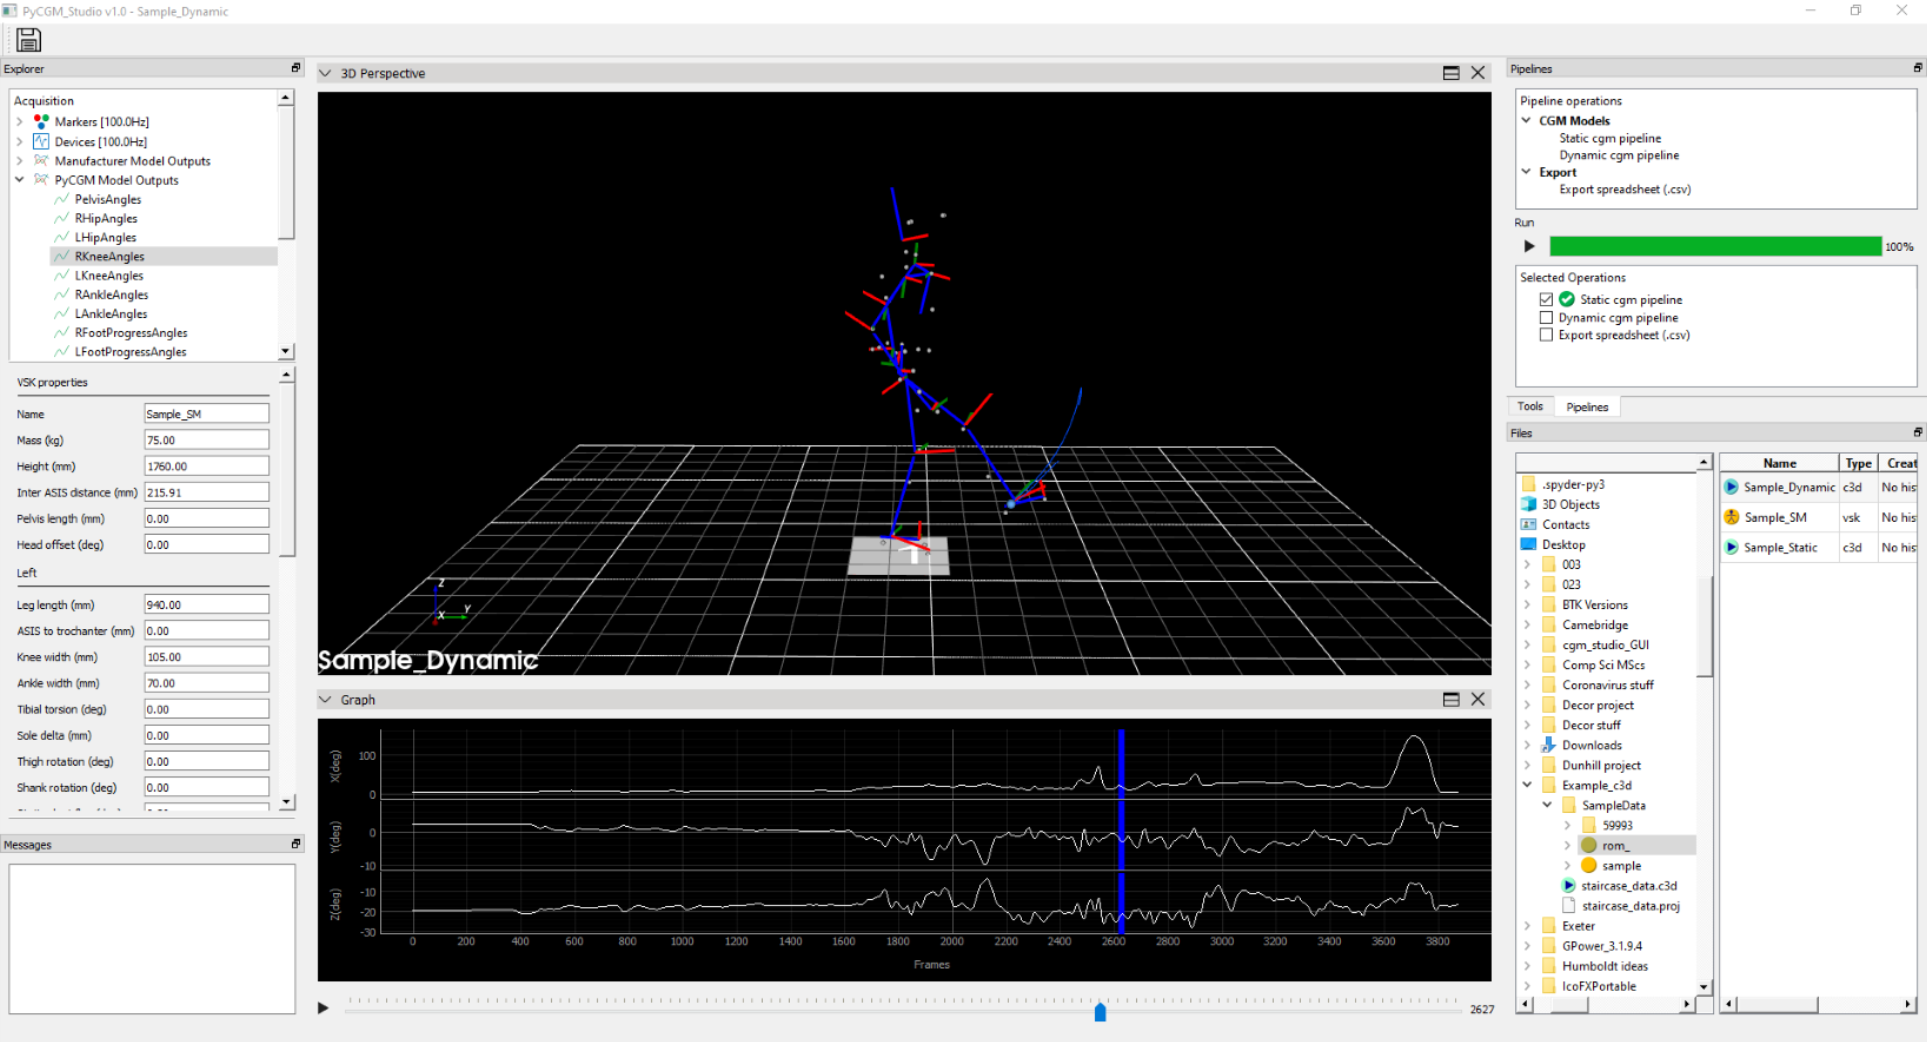 PyCGM_Studio v1.0 - Sample_Dynamic
Explorer
Acquisition
Markers [100.0Hz]
Devices [100.0Hz]
Manufacturer Model Outputs
PyCGM Model Outputs
PelvisAngles
RHipAngles
LHipAngles
RKneeAngles
LKneeAngles
RAnkleAngles
LAnkleAngles
RFootProgressAngles
LFootProgressAngles
VSK properties
Name Sample_SM
Mass (kg) 75.00
Height (mm) 1760.00
Inter ASIS distance (mm) 215.91
Pelvis length (mm) 0.00
Head offset (deg) 0.00
Left
Leg length (mm) 940.00
ASIS to trochanter (mm) 0.00
Knee width (mm) 105.00
Ankle width (mm) 70.00
Tibial torsion (deg) 0.00
Sole delta (mm) 0.00
Thigh rotation (deg) 0.00
Shank rotation (deg) 0.00
Messages
3D Perspective
1
Z
Y
X
Sample_Dynamic
Graph
X(deg)
100
0
Y(deg)
0
-10
Z(deg)
-10
-20
-30
0 200 400 600 800 1000 1200 1400 1600 1800 2000 2200 2400 2600 2800 3000 3200 3400 3600 3800
Frames
2627
Pipelines
Pipeline operations
CGM Models
Static cgm pipeline
Dynamic cgm pipeline
Export
Export spreadsheet (.csv)
Run
100%
Selected Operations
Static cgm pipeline
Dynamic cgm pipeline
Export spreadsheet (.csv)
Tools Pipelines
Files
.spyder-py3
3D Objects
Contacts
Desktop
003
023
BTK Versions
Camebridge
cgm_studio_GUI
Comp Sci MScs
Coronavirus stuff
Decor project
Decor stuff
Downloads
Dunhill project
Example_c3d
SampleData
59993
rom_
sample
staircase_data.c3d
staircase_data.proj
Exeter
GPower_3.1.9.4
Humboldt ideas
IcoFXPortable
Name Type Creat
Sample_Dynamic c3d No his
Sample_SM vsk No his
Sample_Static c3d No his